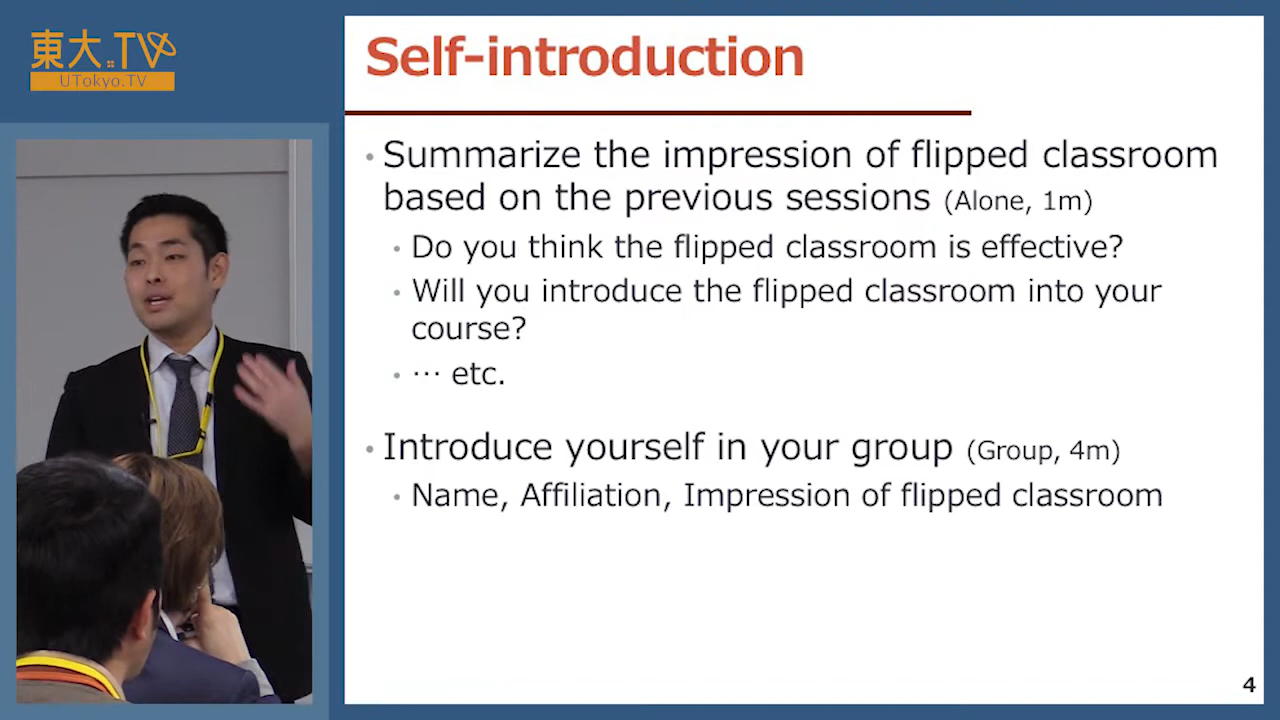 東大.TV
UTokyo.TV
Self-introduction
• Summarize the impression of flipped classroom
based on the previous sessions (Alone, 1m)
• Do you think the flipped classroom is effective?
• Will you introduce the flipped classroom into your
course?
• … etc.
• Introduce yourself in your group (Group, 4m)
• Name, Affiliation, Impression of flipped classroom
4